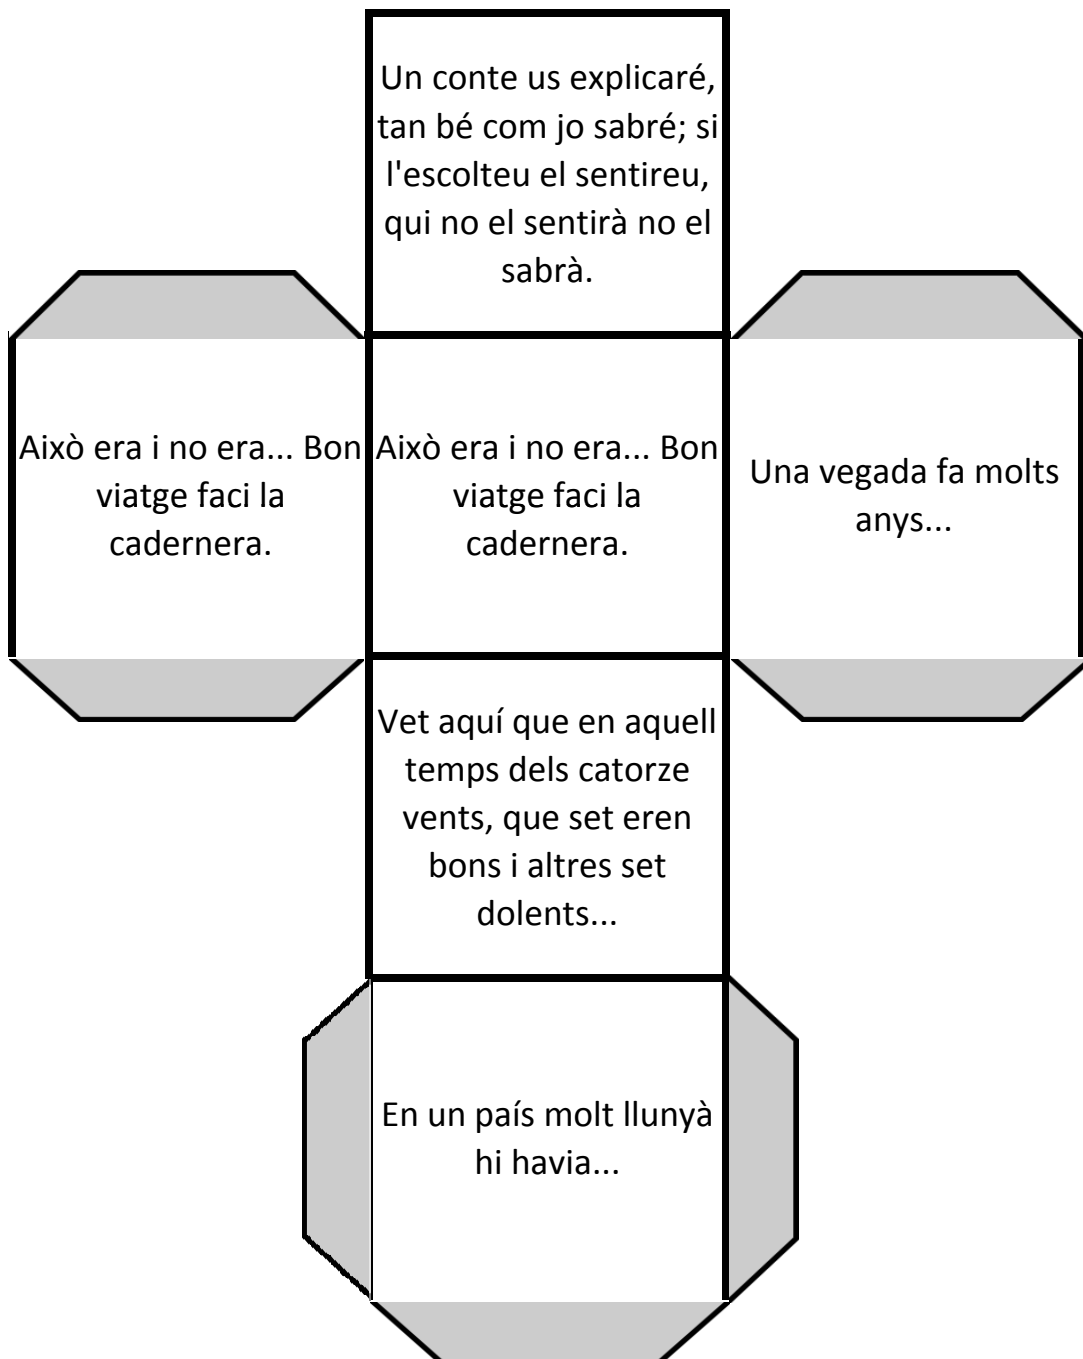 Un conte us explicaré,
tan bé com jo sabré; si
l'escolteu el sentireu,
qui no el sentirà no el
sabrà.
Això era i no era... Bon
viatge faci la
cadernera.
Això era i no era... Bon
viatge faci la
cadernera.
Una vegada fa molts
anys...
Vet aquí que en aquell
temps dels catorze
vents, que set eren
bons i altres set
dolents...
En un país molt llunyà
hi havia...